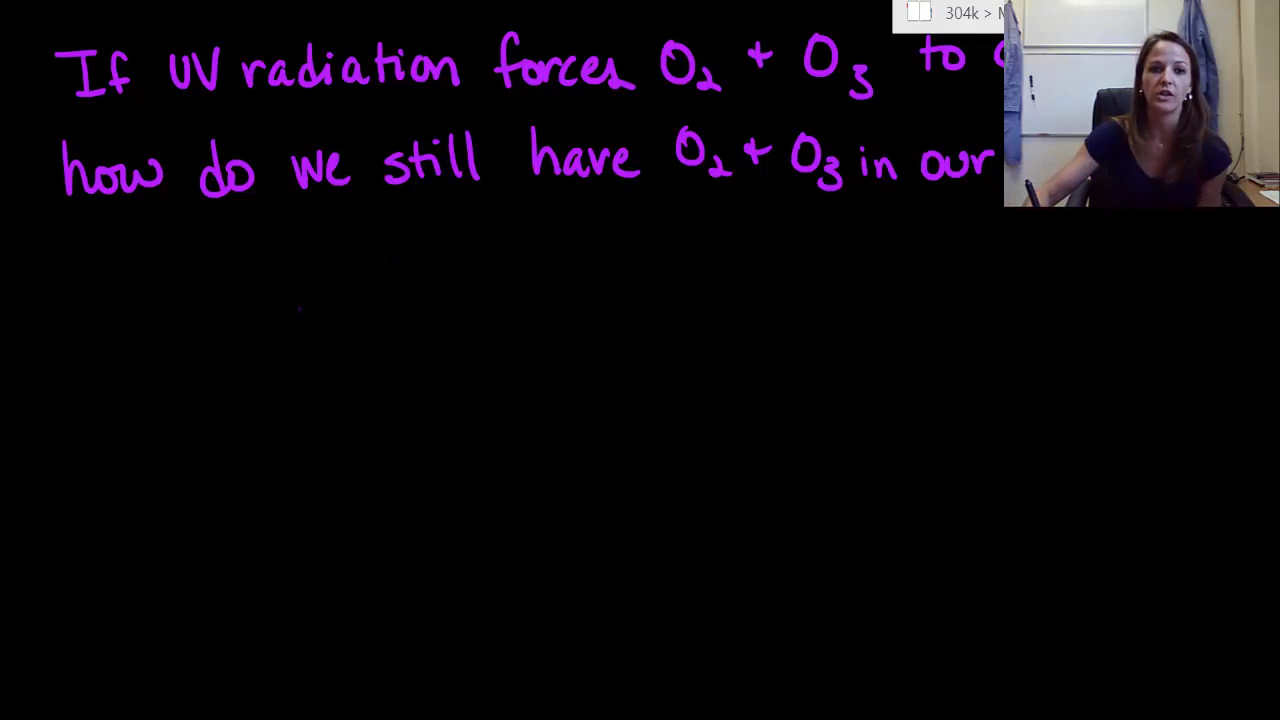 304k > M
If UV radiation forces O₂ + O₃ to
how do we still have O₂ + O₃ in our